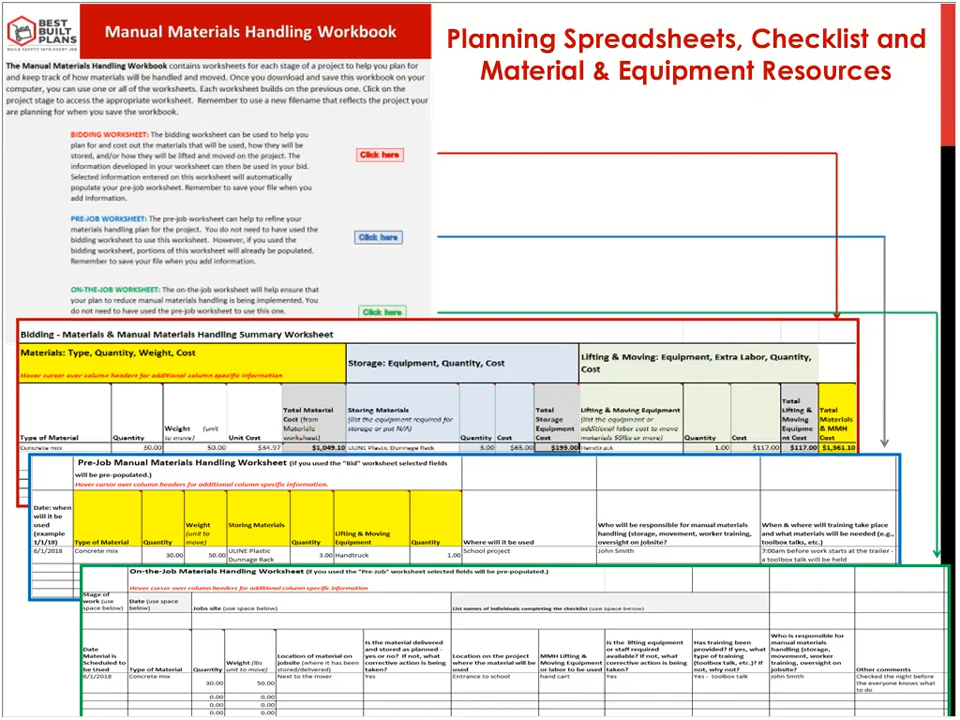 BEST
BUILT
PLANS
BUILD SAFETY INTO EVERY JOB
Manual Materials Handling Workbook
Planning Spreadsheets, Checklist and
Material & Equipment Resources
The Manual Materials Handling Workbook contains worksheets for each stage of a project to help you plan for
and keep track of how materials will be handled and moved. Once you download and save this workbook on your
computer, you can use one or all of the worksheets. Each worksheet builds on the previous one. Click on the
project stage to access the appropriate worksheet. Remember to use a new filename that reflects the project your
are planning for when you save the workbook.
BIDDING WORKSHEET: The bidding worksheet can be used to help you
plan for and cost out the materials that will be used, how they will be
stored, and/or how they will be lifted and moved on the project. The
information developed in your worksheet can then be used in your bid.
Selected information entered on this worksheet will automatically
populate your pre-job worksheet. Remember to save your file when you
add information.
Click here
PRE-JOB WORKSHEET: The pre-job worksheet can help to refine your
materials handling plan for the project. You do not need to have used the
bidding worksheet to use this worksheet. However, if you used the
bidding worksheet, portions of this worksheet will already be populated.
Remember to save your file when you add information.
Click here
ON-THE-JOB WORKSHEET: The on-the-job worksheet will help ensure that
your plan to reduce manual materials handling is being implemented. You
do not need to have used the pre-job worksheet to use this one.
Click here
Bidding - Materials & Manual Materials Handling Summary Worksheet
Materials: Type, Quantity, Weight, Cost
Hover cursor over column headers for additional column specific information
Storage: Equipment, Quantity, Cost
Lifting & Moving: Equipment, Extra Labor, Quantity,
Cost
Type of Material
Quantity
Weight (unit
to move)
Unit Cost
Total Material
Cost (from
Materials
worksheet)
Storing Materials
(list the equipment required for
storage or put N/A)
Quantity
Cost
Total
Storage
Equipment
Cost
Lifting & Moving Equipment
(list the equipment or
additional labor cost to move
materials 50lbs or more)
Quantity
Cost
Total
Lifting &
Moving
Equipme
nt Cost
Total
Materials
& MMH
Cost
Concrete mix 30.00 50.00 $34.97 $1,049.10 ULINE Plastic Dunnage Rack 3.00 $65.00 $195.00 Handtruck 1.00 $117.00 $117.00 $1,361.10
Pre-Job Manual Materials Handling Worksheet (if you used the "Bid" worksheet selected fields
will be pre-populated.)
Hover cursor over column headers for additional column specific information.
Date: when
will it be
used
(example
1/1/18)
Type of Material
Quantity
Weight
(unit to
move)
Storing Materials
Quantity
Lifting & Moving
Equipment
Quantity
Where will it be used
Who will be responsible for manual materials
handling (storage, movement, worker training,
oversight on jobsite?
When & where will training take place
and what materials will be needed (e.g.,
toolbox talks, etc.)
6/1/2018
Concrete mix
30.00
50.00
ULINE Plastic
Dunnage Rack
3.00
Handtruck
1.00
School project
John Smith
7:00am before work starts at the trailer -
a toolbox talk will be held
On-the-Job Materials Handling Worksheet (if you used the "Pre-Job" worksheet selected fields will be pre-populated.)
Hover cursor over column headers for additional column specific information
Stage of
work (use
space below)
Date (use space
below)
Jobs site (use space below)
List names of individuals completing the checklist (use space below)
Date
Material is
Scheduled to
be Used
Type of Material
Quantity
Weight (lbs
unit to move)
Location of material on
jobsite (where it has been
stored/delivered)
Is the material delivered
and stored as planned -
yes or no? If not, what
corrective action is being
taken?
Location on the project
where the material will be
used
MMH Lifting &
Moving Equipment
or labor to be used
Is the lifting equipment
or staff required
available? If not, what
corrective action is being
taken?
Has training been
provided? If yes, what
type of training
(toolbox talk, etc.)? If
not, why not?
Who is responsible for
manual materials
handling (storage,
movement, worker
training, oversight on
jobsite?
Other comments
6/1/2018
Concrete mix
30.00
50.00
Next to the mixer
Yes
Entrance to school
hand cart
Yes
Yes - toolbox talk
John Smith
Checked the night before
the everyone knows what
to do
0.00 0.00
0.00 0.00
0.00 0.00